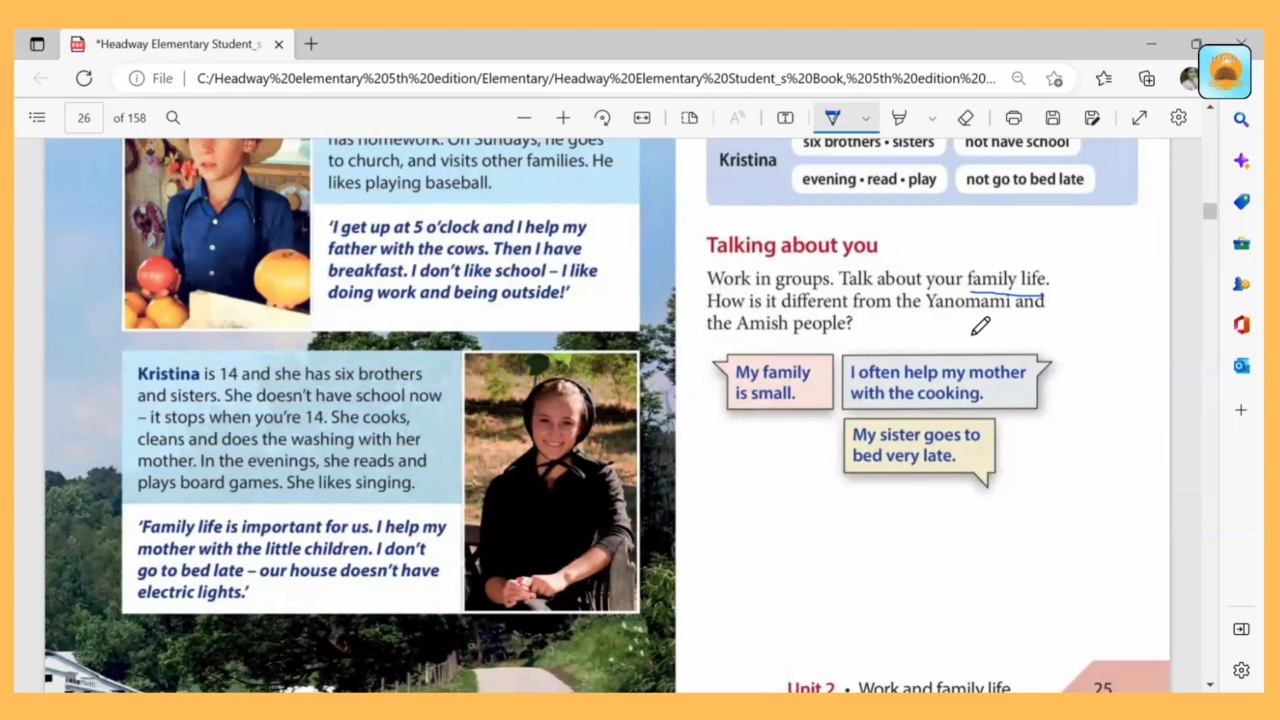 *Headway Elementary Student_s
File
C:/Headway%20elementary%205th%20edition/Elementary/Headway%20Elementary%20Student_s%20Book,%205th%20edition%20...
26
of 158
has homework. On Sundays, he goes
to church, and visits other families. He
likes playing baseball.
'I get up at 5 o'clock and I help my
father with the cows. Then I have
breakfast. I don't like school – I like
doing work and being outside!'
Kristina is 14 and she has six brothers
and sisters. She doesn't have school now
– it stops when you're 14. She cooks,
cleans and does the washing with her
mother. In the evenings, she reads and
plays board games. She likes singing.
'Family life is important for us. I help my
mother with the little children. I don't
go to bed late – our house doesn't have
electric lights.'
Kristina
six brothers • sisters
not have school
evening • read • play
not go to bed late
Talking about you
Work in groups. Talk about your family life.
How is it different from the Yanomami and
the Amish people?
My family
is small.
I often help my mother
with the cooking.
My sister goes to
bed very late.
Unit 2 • Work and family life
25